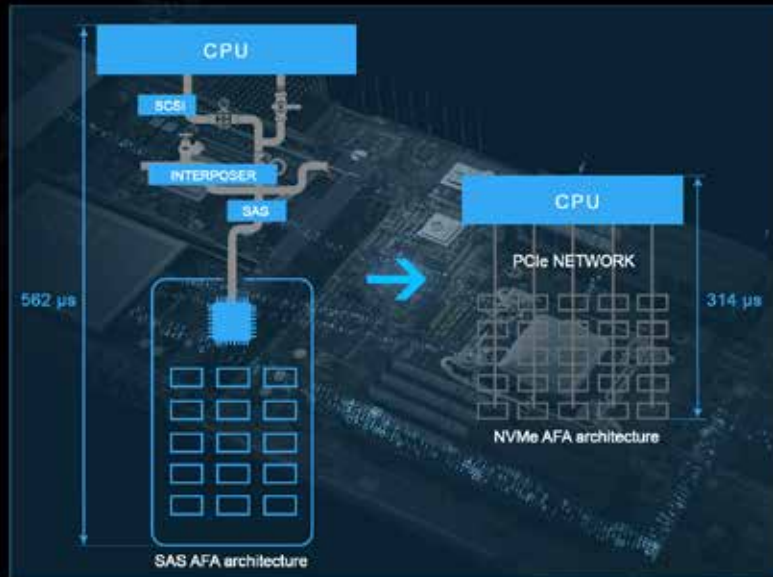 CPU
SCSI
INTERPOSER
SAS
562 µs
SAS AFA architecture
CPU
PCIe NETWORK
314 µs
NVMe AFA architecture